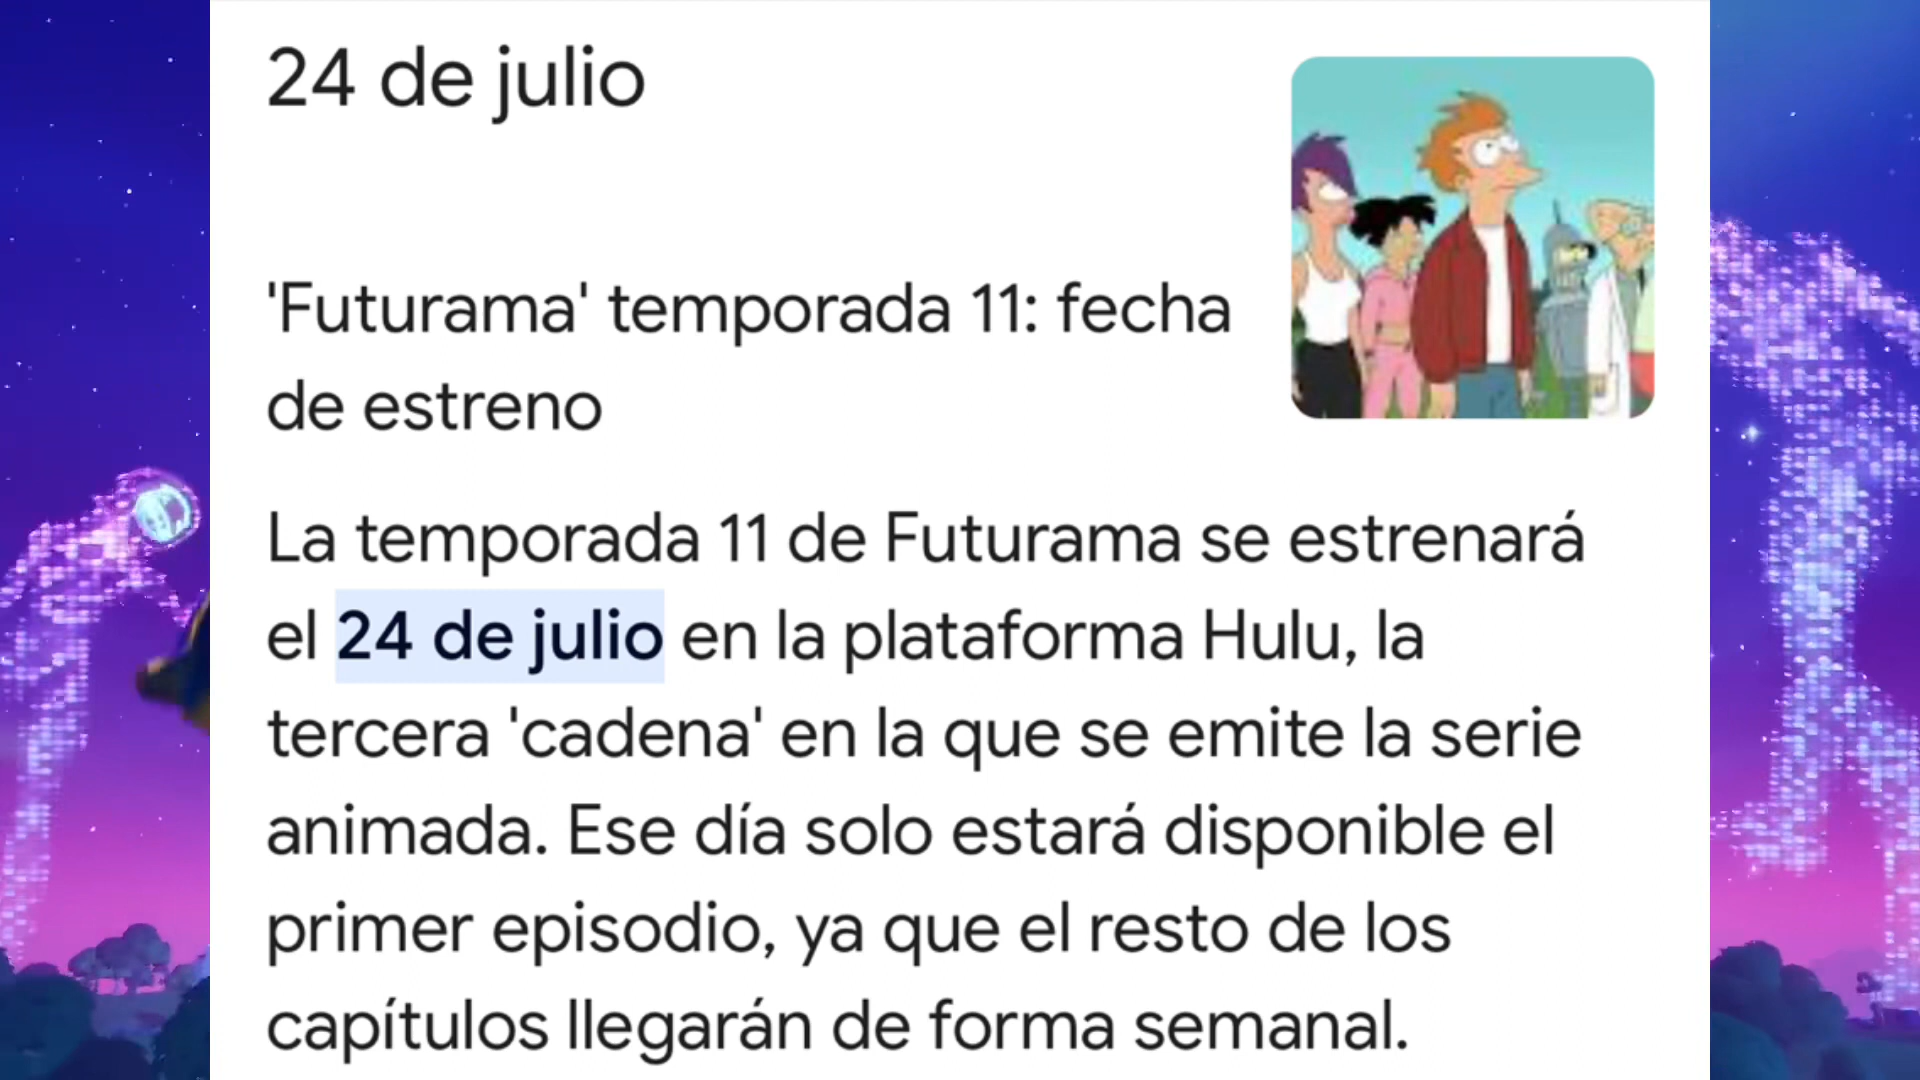 24 de julio
'Futurama' temporada 11: fecha
de estreno
La temporada 11 de Futurama se estrenará
el 24 de julio en la plataforma Hulu, la
tercera 'cadena' en la que se emite la serie
animada. Ese día solo estará disponible el
primer episodio, ya que el resto de los
capítulos llegarán de forma semanal.